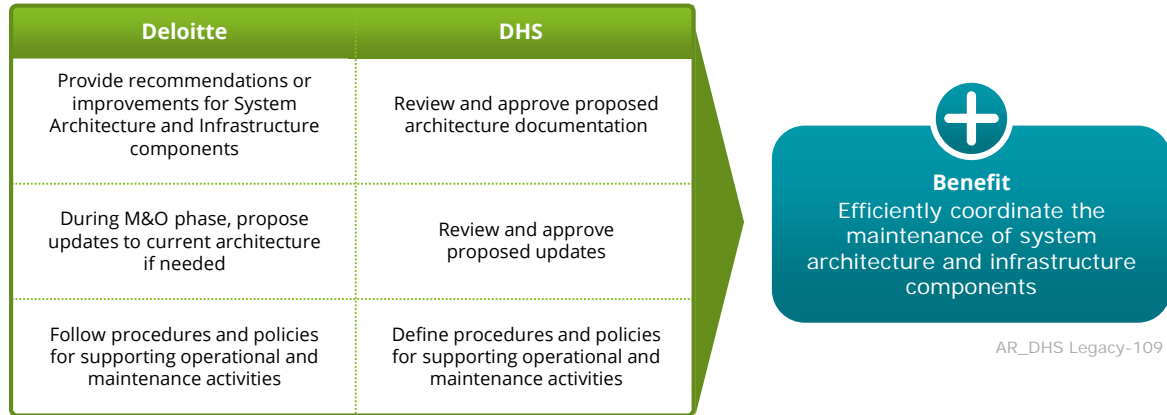 Deloitte
DHS
Provide recommendations or
improvements for System
Architecture and Infrastructure
components
Review and approve proposed
architecture documentation
During M&O phase, propose
updates to current architecture
if needed
Review and approve
proposed updates
Follow procedures and policies
for supporting operational and
maintenance activities
Define procedures and policies
for supporting operational and
maintenance activities
Benefit
Efficiently coordinate the
maintenance of system
architecture and infrastructure
components
AR_DHS Legacy-109